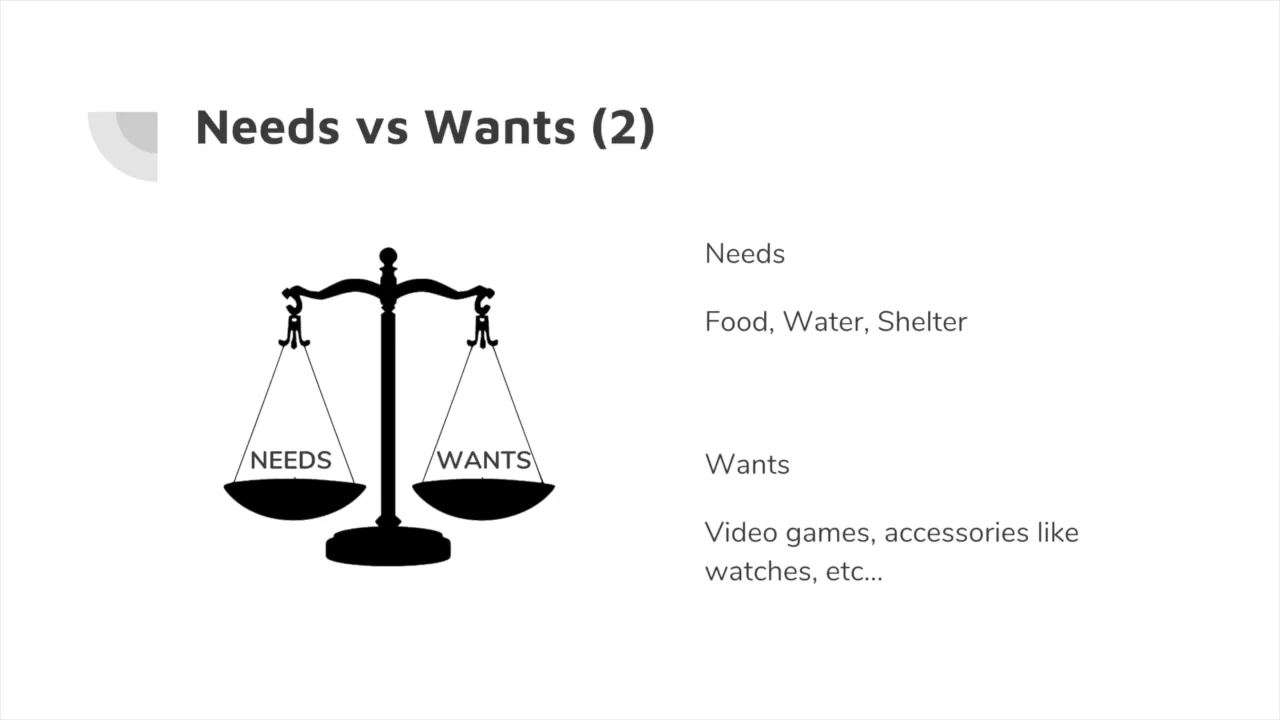 Needs vs Wants (2)
NEEDS
WANTS
Needs
Food, Water, Shelter
Wants
Video games, accessories like
watches, etc...